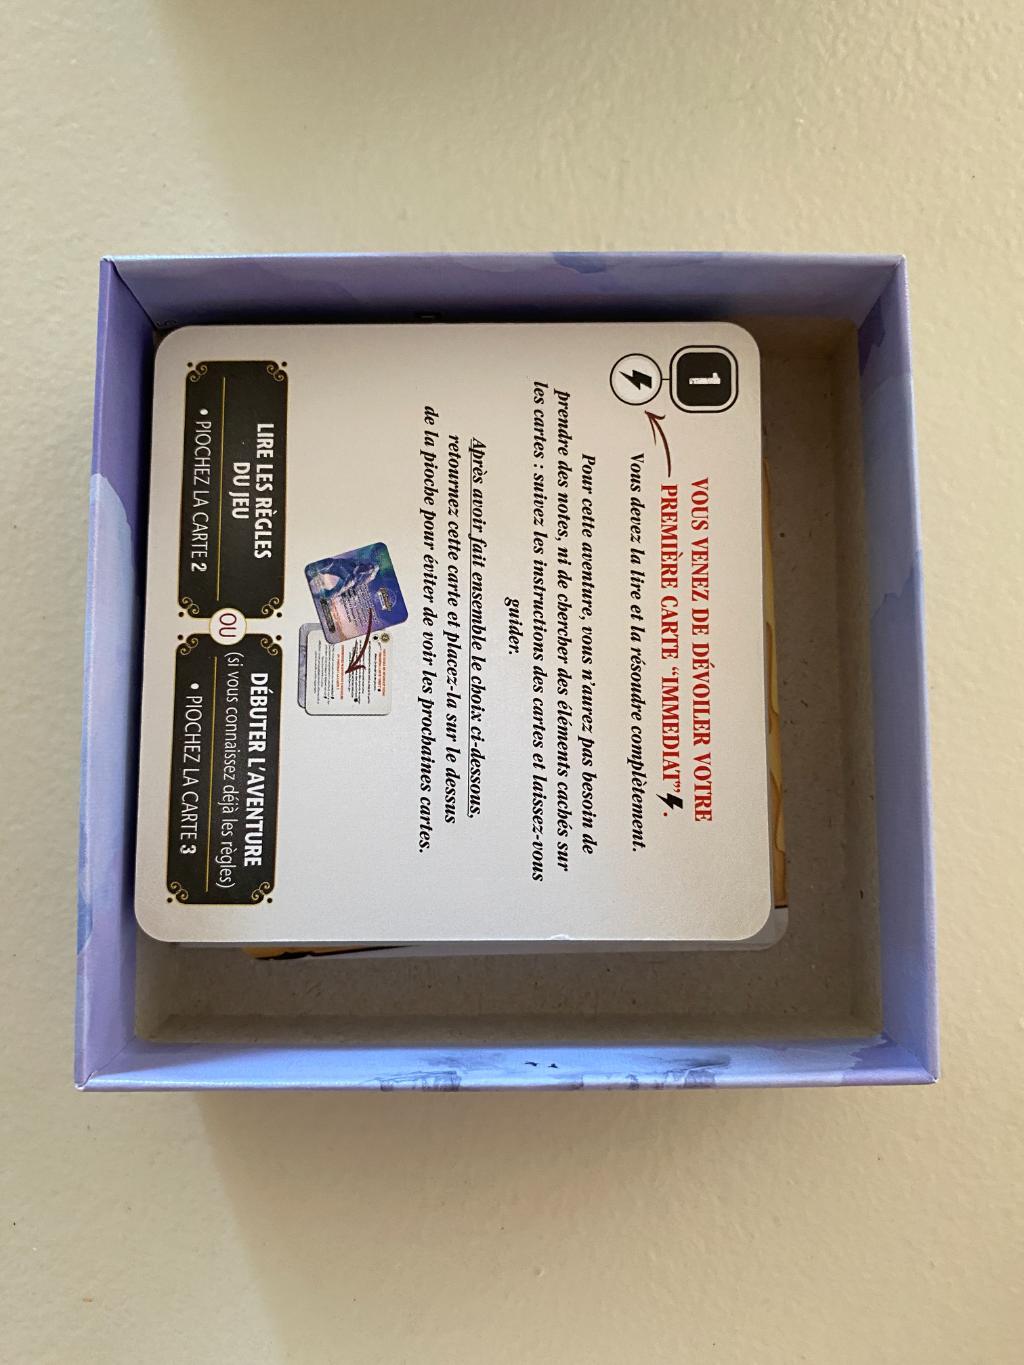 1
VOUS VENEZ DE DÉVOILER VOTRE
PREMIÈRE CARTE “IMMEDIAT”.
Vous devez la lire et la résoudre complètement.
Pour cette aventure, vous n’aurez pas besoin de
prendre des notes, ni de chercher des éléments cachés sur
les cartes : suivez les instructions des cartes et laissez-vous
guider.
Après avoir fait ensemble le choix ci-dessous,
retournez cette carte et placez-la sur le dessus
de la pioche pour éviter de voir les prochaines cartes.
LIRE LES RÈGLES
DU JEU
• PIOCHEZ LA CARTE 2
OU
DÉBUTER L’AVENTURE
(si vous connaissez déjà les règles)
• PIOCHEZ LA CARTE 3